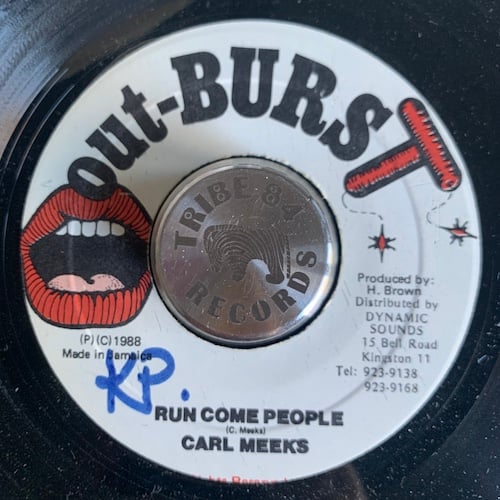 out-BURST
TRIBE 84
RECORDS
Produced by:
H. Brown
Distributed by
DYNAMIC
SOUNDS
15 Bell Road
Kingston 11
Tel: 923-9138
923-9168
(P)(C)1988
Made in Jamaica
KP.
RUN COME PEOPLE
(C. Meeks)
CARL MEEKS